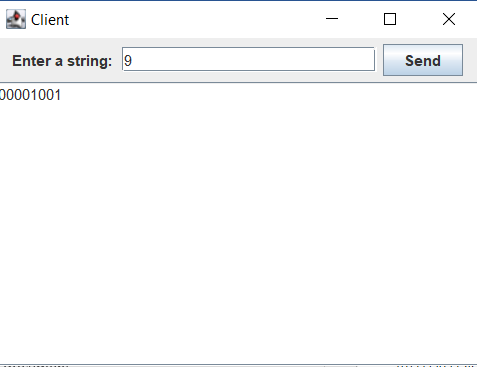 Client
Enter a string: 9 Send
00001001